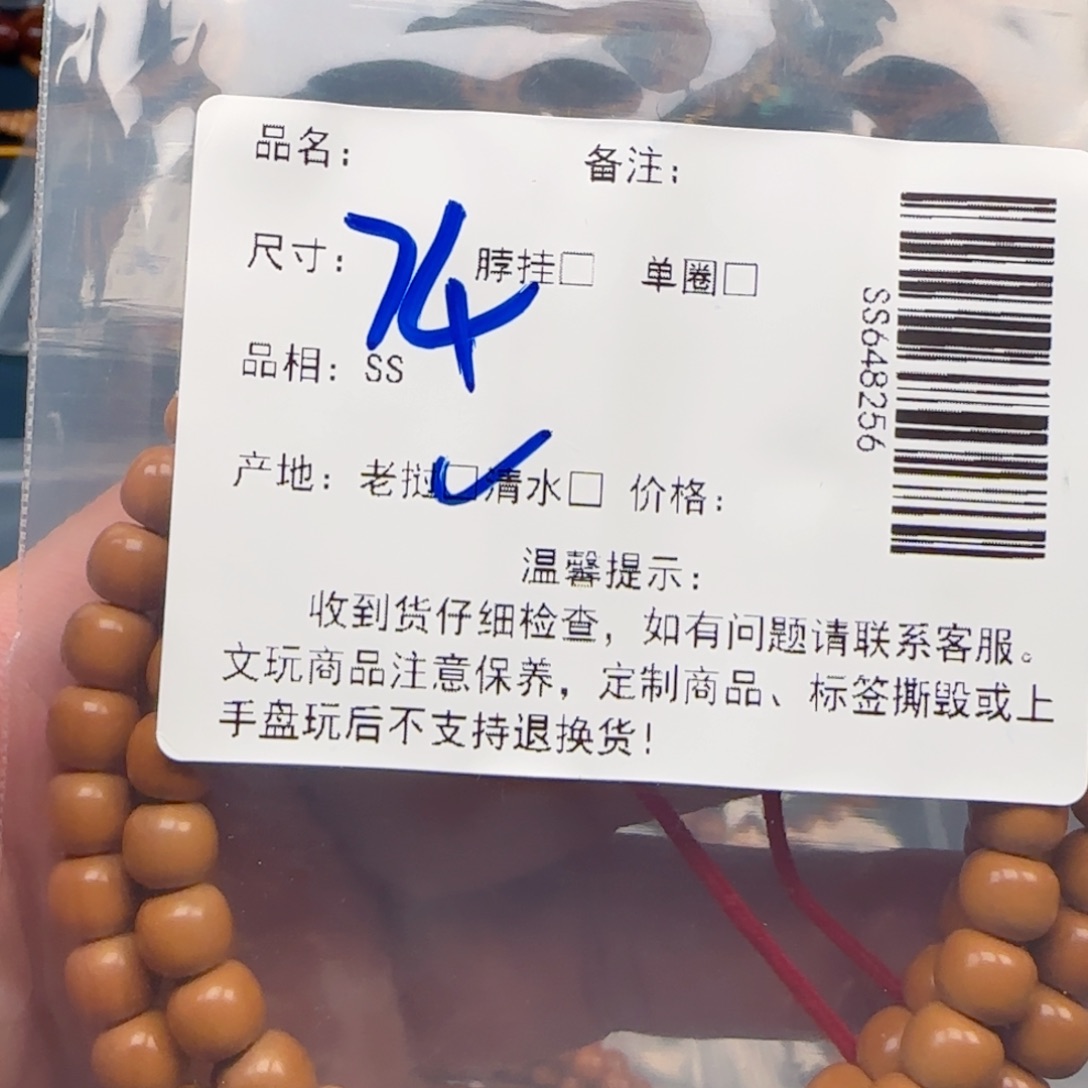 品名： 备注：
尺寸：74 脖挂□ 单圈□
品相：SS
产地：老挝□清水□ 价格：
温馨提示：
收到货仔细检查，如有问题请联系客服。
文玩商品注意保养，定制商品、标签撕毁或上
手盘玩后不支持退换货！
SS648256